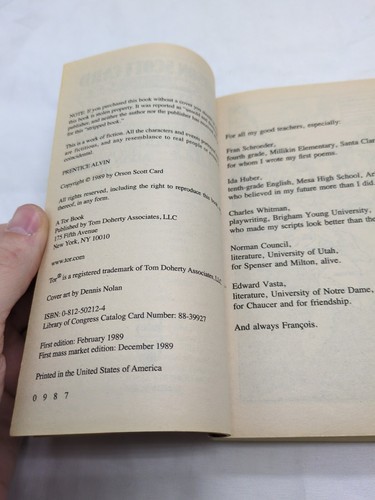 NOTE: If you purchased this book without a cover you
this book is stolen property. It was reported as "unsold and
publisher, and neither the author nor the publisher has
for this "stripped book."
This is a work of fiction. All the characters and events portrayed
are fictitious, and any resemblance to real people or events
coincidental.
PRENTICE ALVIN
Copyright © 1989 by Orson Scott Card
All rights reserved, including the right to reproduce this book,
thereof, in any form.
A Tor Book
Published by Tom Doherty Associates, LLC
175 Fifth Avenue
New York, NY 10010
www.tor.com
Tor® is a registered trademark of Tom Doherty Associates, LLC.
Cover art by Dennis Nolan
ISBN: 0-812-50212-4
Library of Congress Catalog Card Number: 88-39927
First edition: February 1989
First mass market edition: December 1989
Printed in the United States of America
0 9 8 7
For all my good teachers, especially:
Fran Schroeder,
fourth grade, Millikin Elementary, Santa
for whom I wrote my first poems.
Ida Huber,
tenth-grade English, Mesa High School,
who believed in my future more than I did.
Charles Whitman,
playwriting, Brigham Young University,
who made my scripts look better than
Norman Council,
literature, University of Utah,
for Spenser and Milton, alive.
Edward Vasta,
literature, University of Notre Dame,
for Chaucer and for friendship.
And always François.